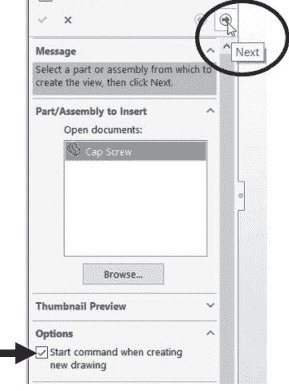 Next
Message
Select a part or assembly from which to
create the view, then click Next.
Part/Assembly to Insert
Open documents:
Cap Screw
Browse...
Thumbnail Preview
Options
Start command when creating
new drawing